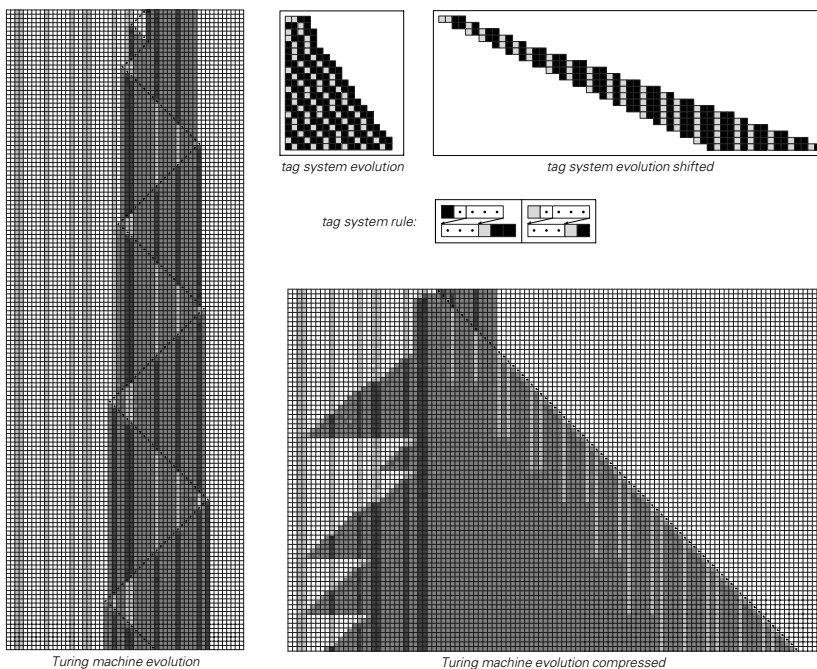 tag system evolution
tag system evolution shifted
tag system rule:
Turing machine evolution
Turing machine evolution compressed